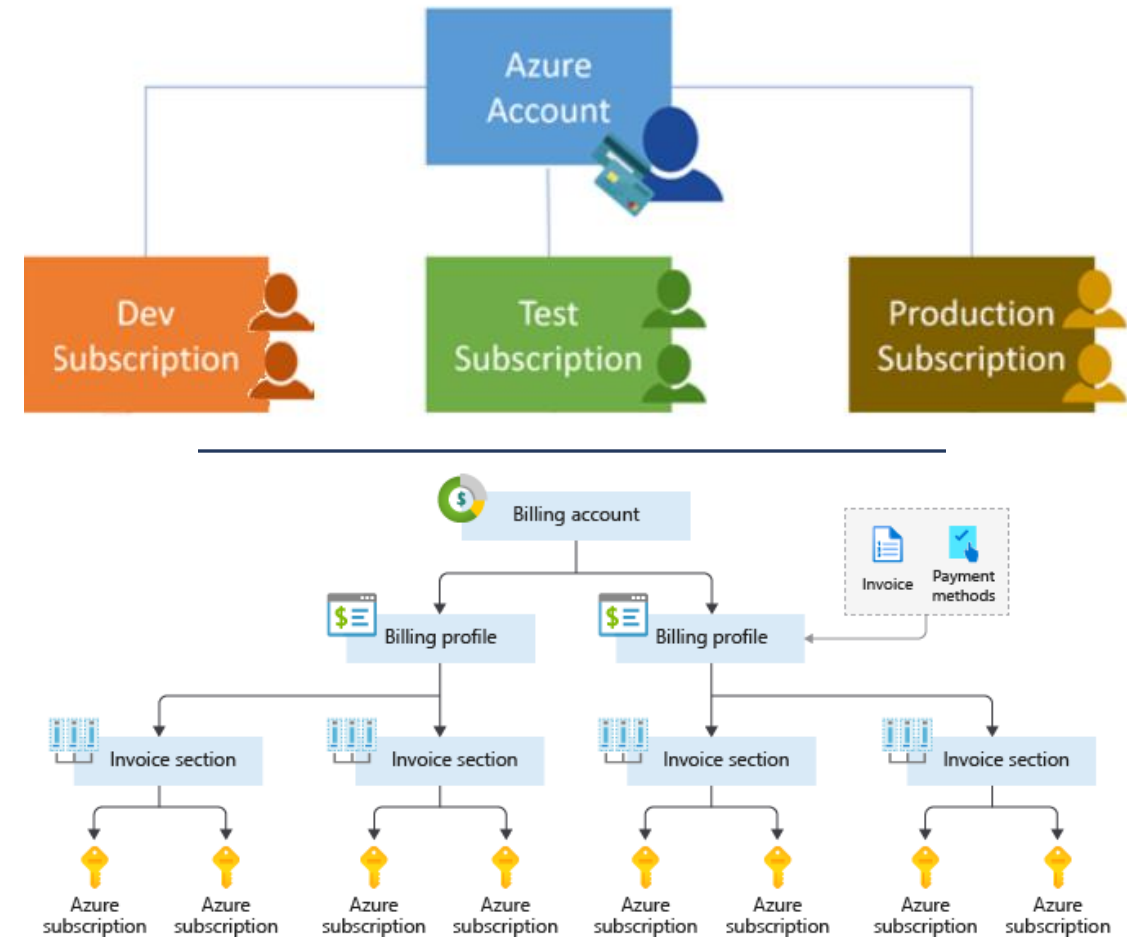 Azure
Account
Dev
Subscription
Test
Subscription
Production
Subscription
Billing account
Invoice
Payment
methods
Billing profile
Billing profile
Invoice section
Invoice section
Invoice section
Invoice section
Azure
subscription
Azure
subscription
Azure
subscription
Azure
subscription
Azure
subscription
Azure
subscription
Azure
subscription
Azure
subscription